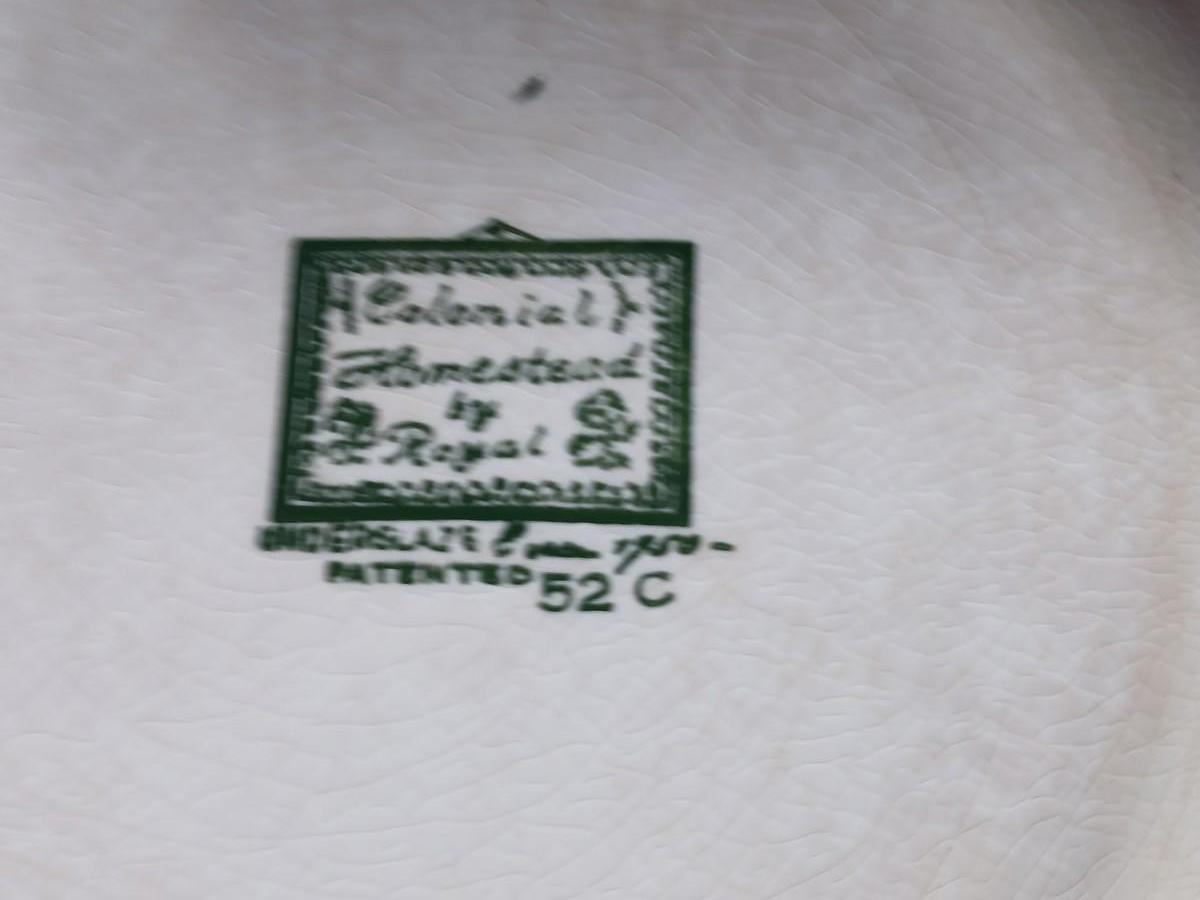 Colonial
Homestead
by
Royal
UNDERGLAZE
PATENTED 52 C